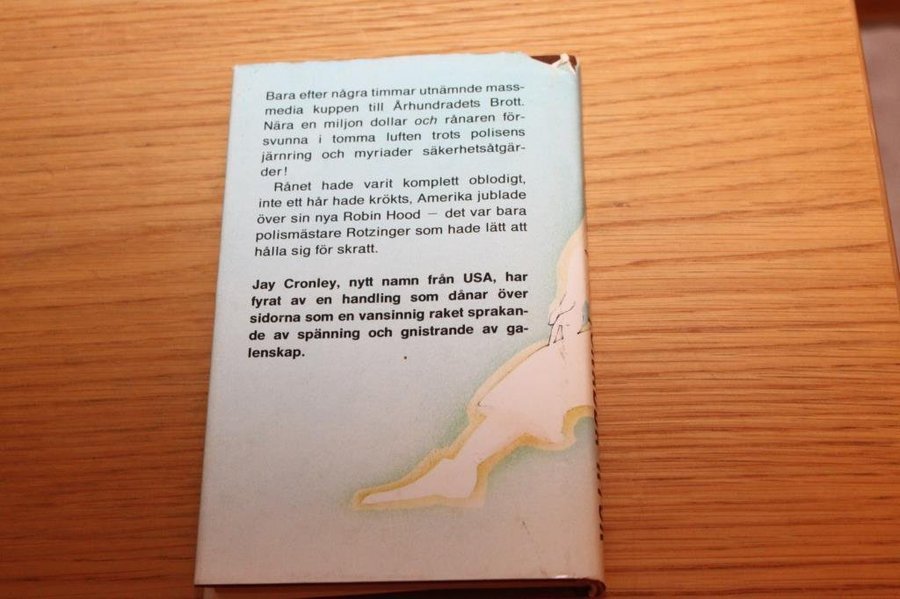 Bara efter några timmar utnämnde mass-
media kuppen till Århundradets Brott.
Nära en miljon dollar och rånaren för-
svunna i tomma luften trots polisens
järnring och myriader säkerhetsåtgär-
der!
Rånet hade varit komplett oblodigt,
inte ett hår hade krökts, Amerika jublade
över sin nya Robin Hood — det var bara
polismästare Rotzinger som hade lätt att
hålla sig för skratt.
Jay Cronley, nytt namn från USA, har
fyrat av en handling som dånar över
sidorna som en vansinnig raket sprakan-
de av spänning och gnistrande av ga-
lenskap.